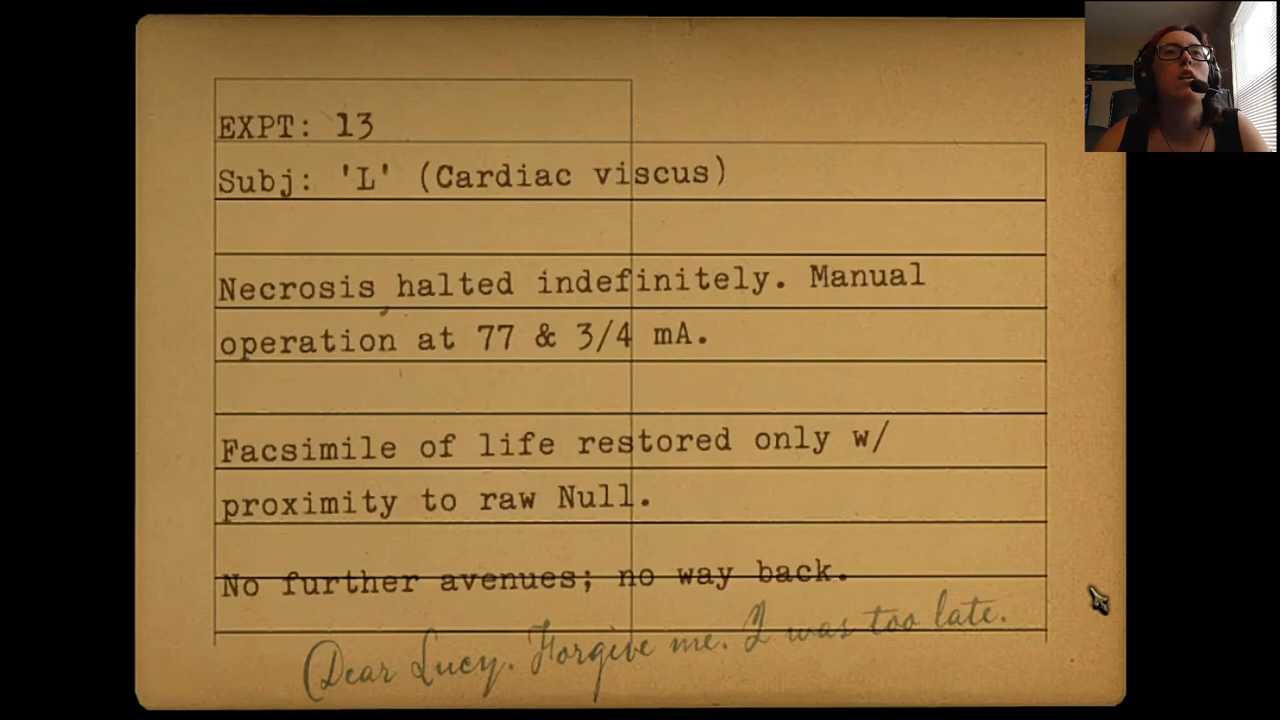 EXPT: 13
Subj: 'L' (Cardiac viscus)
Necrosis halted indefinitely. Manual
operation at 77 & 3/4 mA.
Facsimile of life restored only w/
proximity to raw Null.
No further avenues; no way back.
Dear Lucy. Forgive me. I was too late.